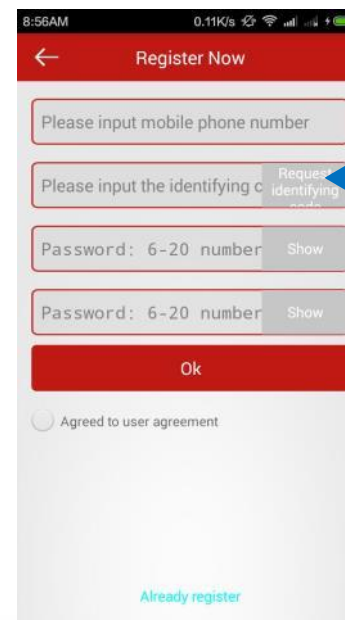 8:56AM 0.11K/s
Register Now
Please input mobile phone number
Please input the identifying c
Request
identifying
code
Password: 6-20 number
Show
Password: 6-20 number
Show
Ok
Agreed to user agreement
Already register